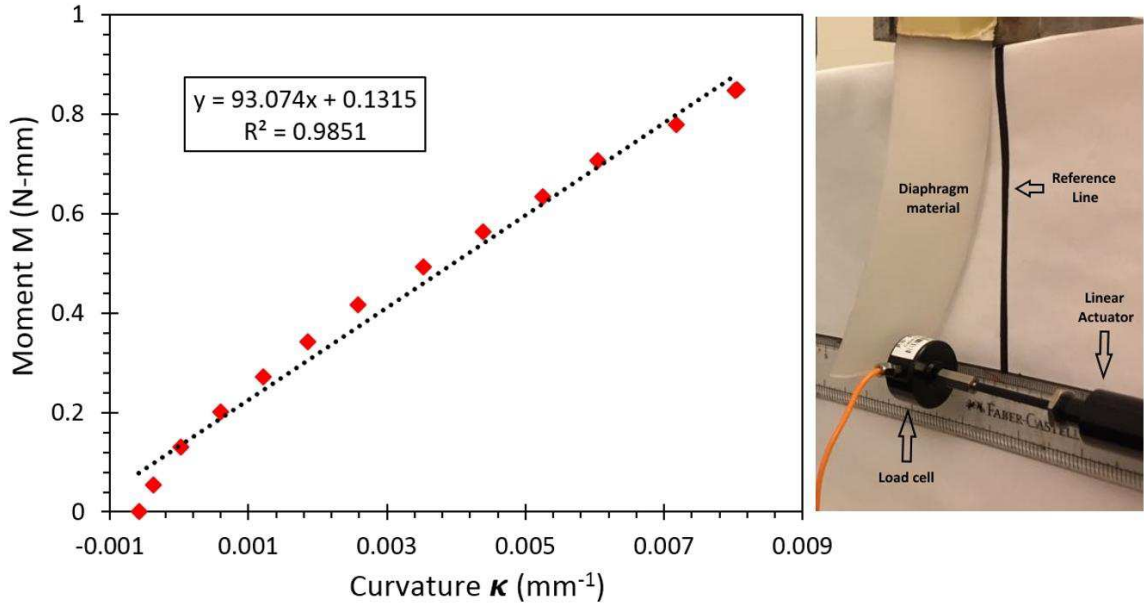 1
0.8
0.6
0.4
0.2
0
-0.001
0.001
0.003
0.005
0.007
0.009
Moment M (N-mm)
Curvature κ (mm⁻¹)
y = 93.074x + 0.1315
R² = 0.9851
Diaphragm
material
Reference
Line
Linear
Actuator
FABER-CASTELL
Load cell